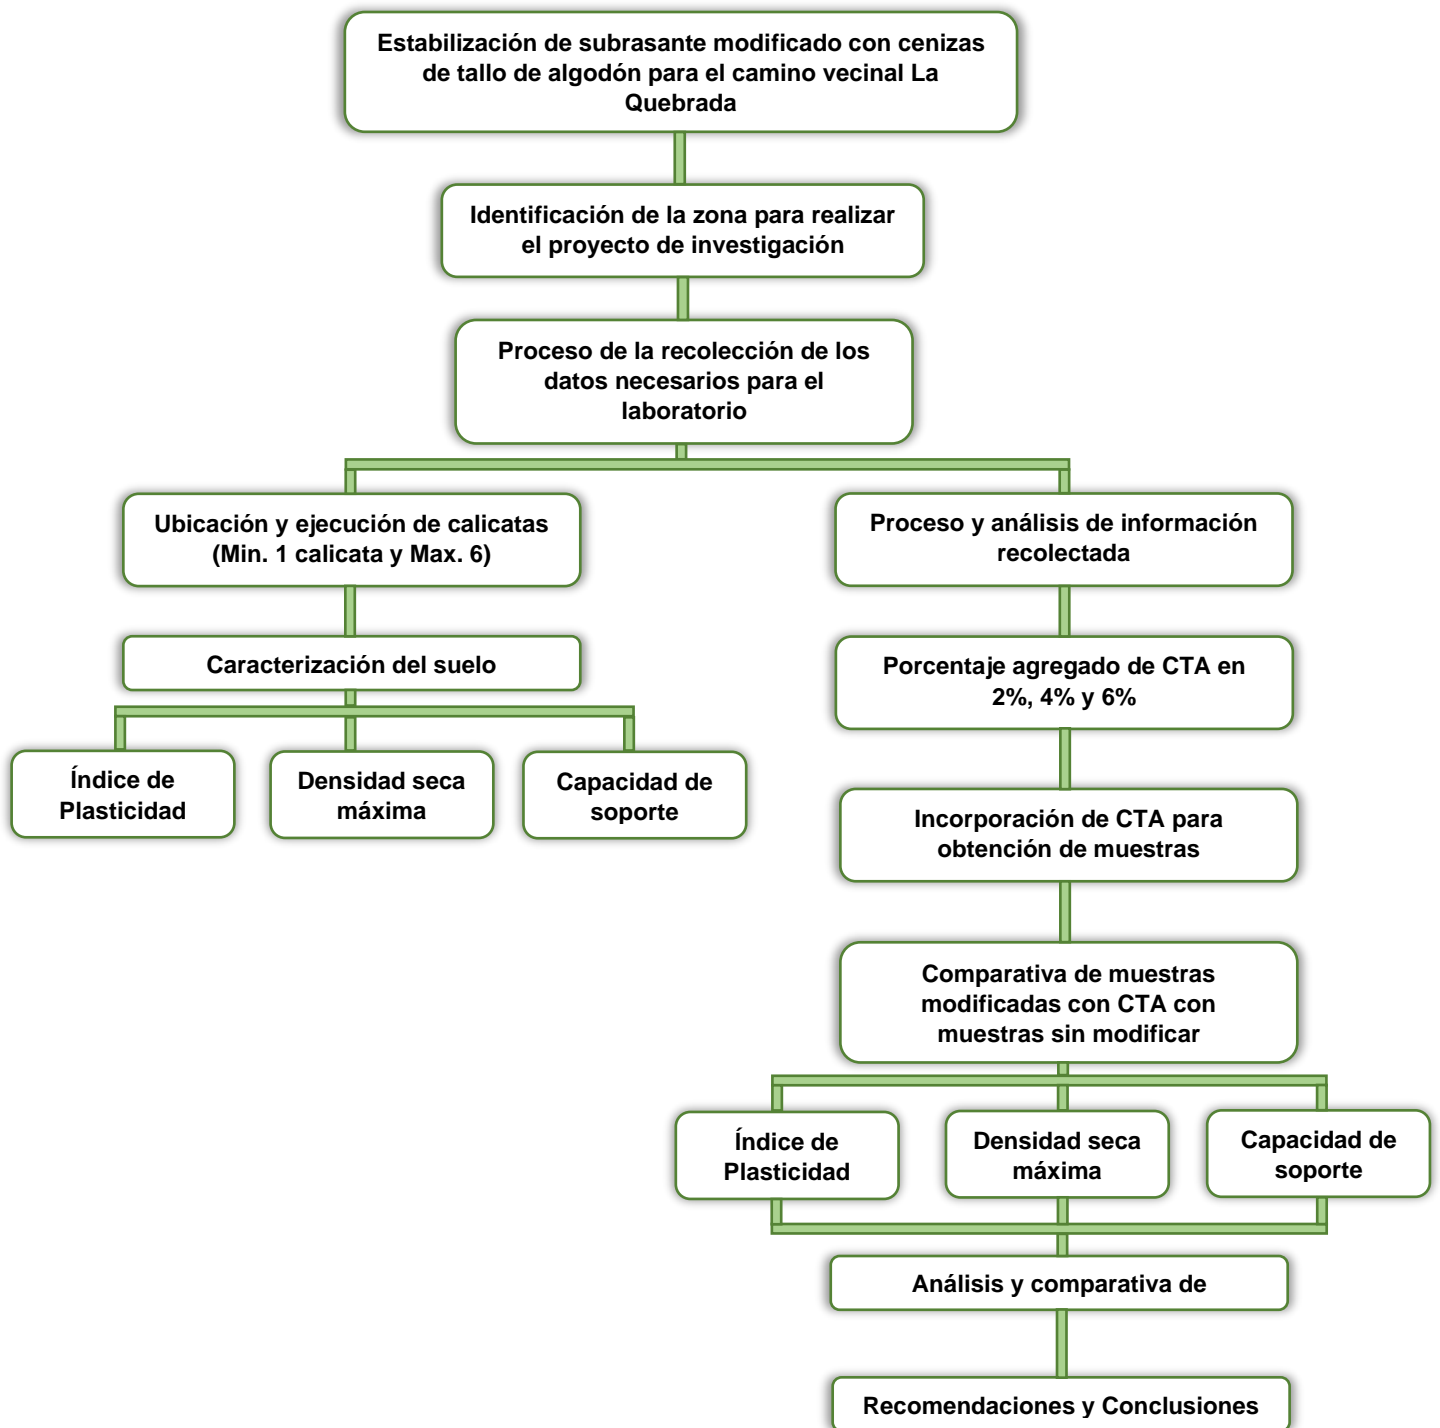 Estabilización de subrasante modificado con cenizas
de tallo de algodón para el camino vecinal La
Quebrada
Identificación de la zona para realizar
el proyecto de investigación
Proceso de la recolección de los
datos necesarios para el
laboratorio
Ubicación y ejecución de calicatas
(Min. 1 calicata y Max. 6)
Caracterización del suelo
Índice de
Plasticidad
Densidad seca
máxima
Capacidad de
soporte
Proceso y análisis de información
recolectada
Porcentaje agregado de CTA en
2%, 4% y 6%
Incorporación de CTA para
obtención de muestras
Comparativa de muestras
modificadas con CTA con
muestras sin modificar
Índice de
Plasticidad
Densidad seca
máxima
Capacidad de
soporte
Análisis y comparativa de
Recomendaciones y Conclusiones